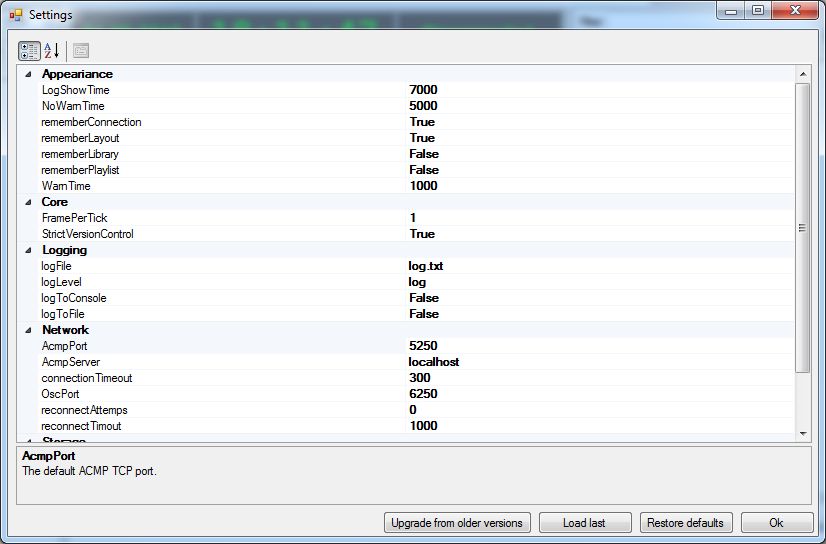 Settings
Appeariance
LogShowTime 7000
NoWarnTime 5000
rememberConnection True
rememberLayout True
rememberLibrary False
rememberPlaylist False
WarnTime 1000
Core
FramePerTick 1
StrictVersionControl True
Logging
logFile log.txt
logLevel log
logToConsole False
logToFile False
Network
AcmpPort 5250
AcmpServer localhost
connectionTimeout 300
OscPort 6250
reconnectAttemps 0
reconnectTimout 1000
Storage
AcmpPort
The default ACMP TCP port.
Upgrade from older versions Load last Restore defaults Ok